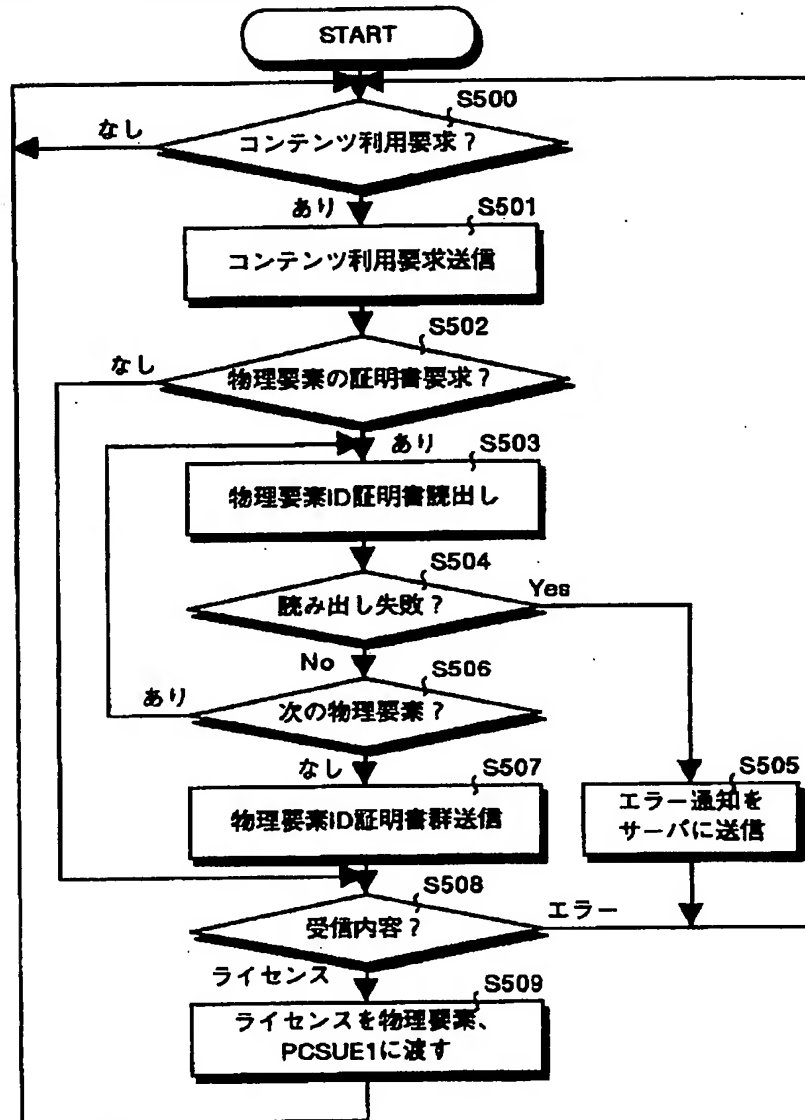 START
S500
なし
コンテンツ利用要求？
あり
S501
コンテンツ利用要求送信
S502
なし
物理要素の証明書要求？
あり
S503
物理要素ID証明書読出し
S504
読み出し失敗？
Yes
No
S506
あり
次の物理要素？
なし
S507
物理要素ID証明書群送信
S505
エラー通知を
サーバに送信
S508
受信内容？
エラー
ライセンス
S509
ライセンスを物理要素、
PCSUE1に渡す